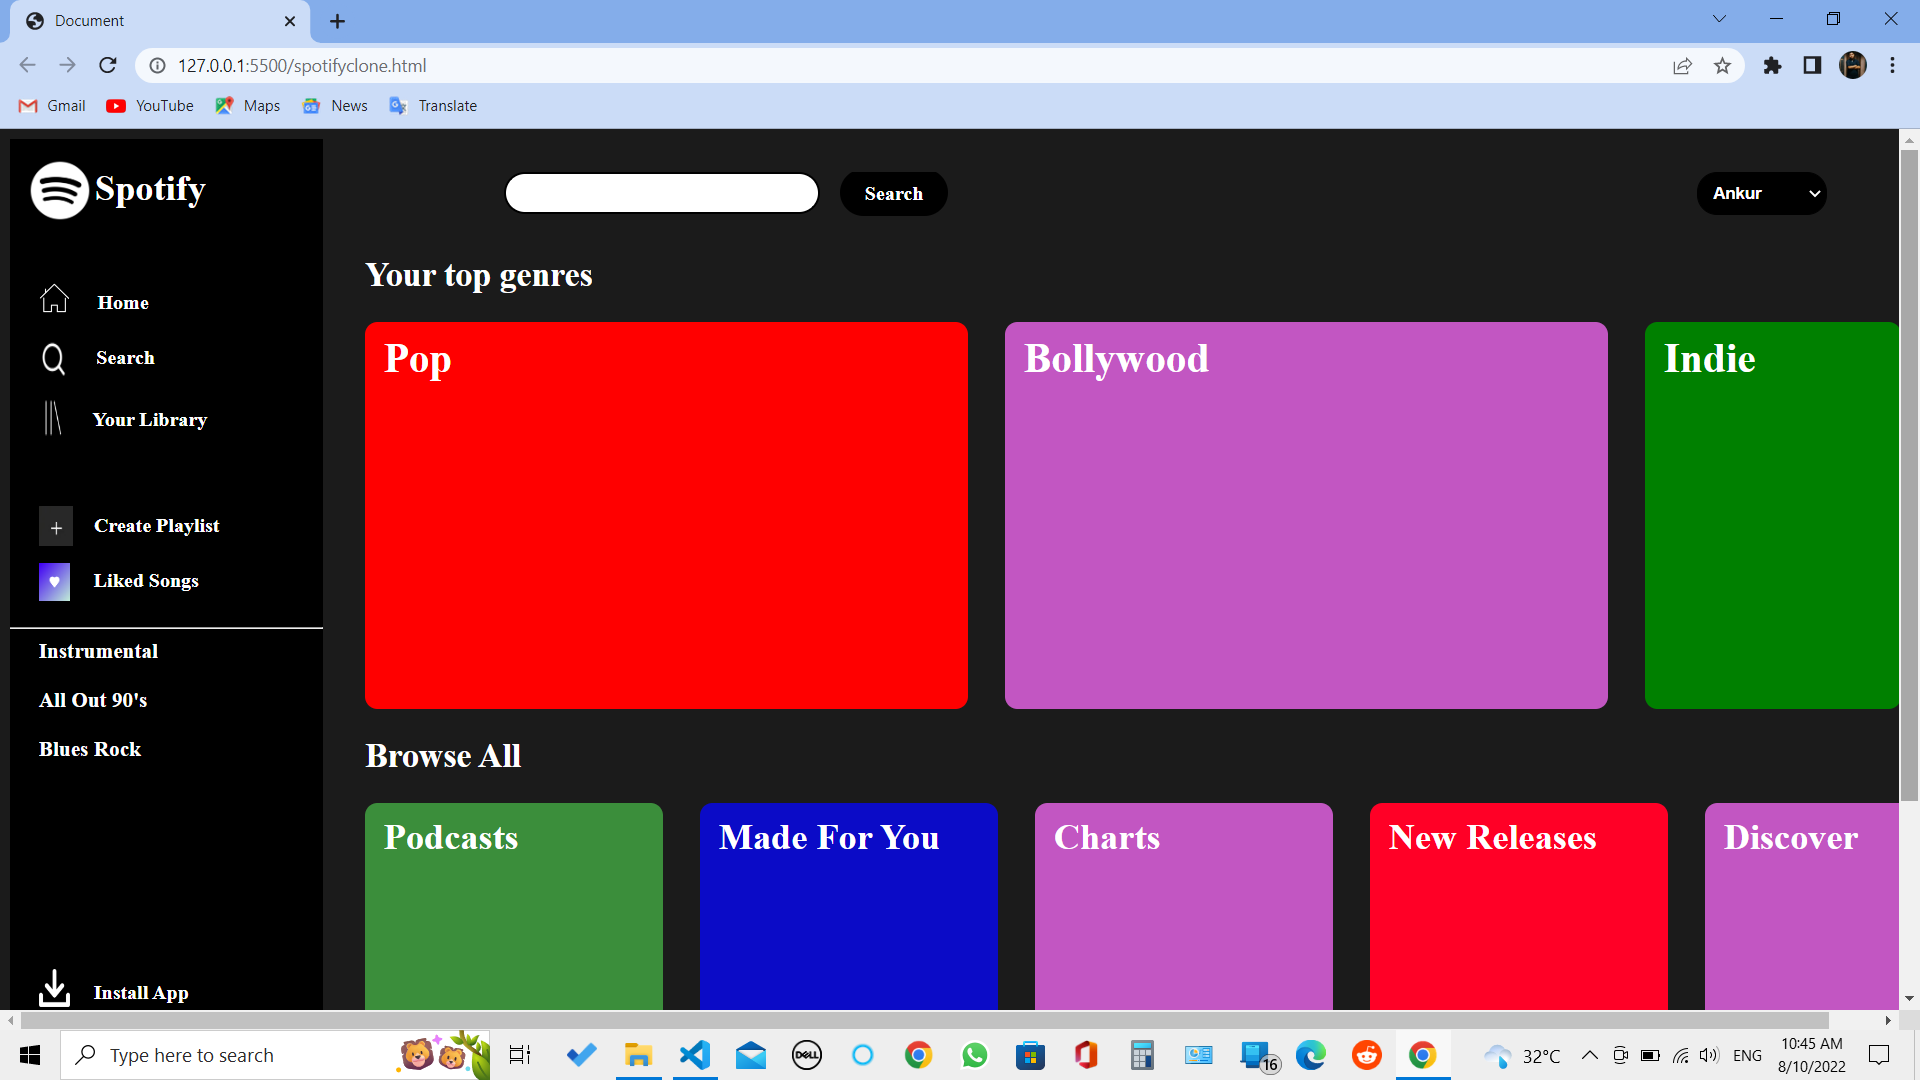 Document
127.0.0.1:5500/spotifyclone.html
Gmail YouTube Maps News Translate
Spotify
Search
Ankur
Home
Search
Your Library
Create Playlist
Liked Songs
Instrumental
All Out 90's
Blues Rock
Install App
Your top genres
Pop
Bollywood
Indie
Browse All
Podcasts
Made For You
Charts
New Releases
Discover
Type here to search
DELL
16
32°C
ENG
10:45 AM
8/10/2022